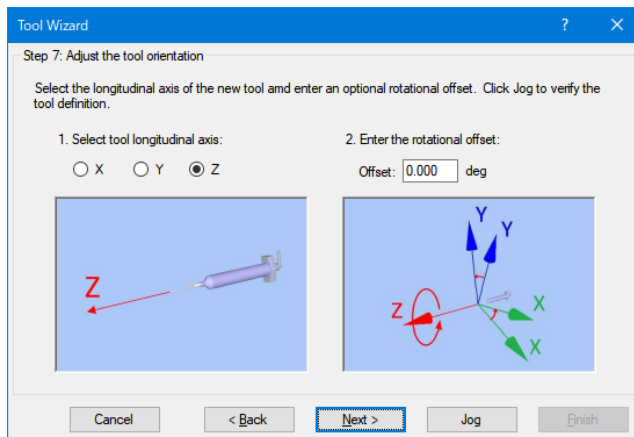 Tool Wizard ? ×
Step 7: Adjust the tool orientation
Select the longitudinal axis of the new tool amd enter an optional rotational offset. Click Jog to verify the
tool definition.
1. Select tool longitudinal axis:
X Y Z
2. Enter the rotational offset:
Offset: 0.000 deg
Z
Y
Y
Z
X
X
Cancel < Back Next > Jog Finish